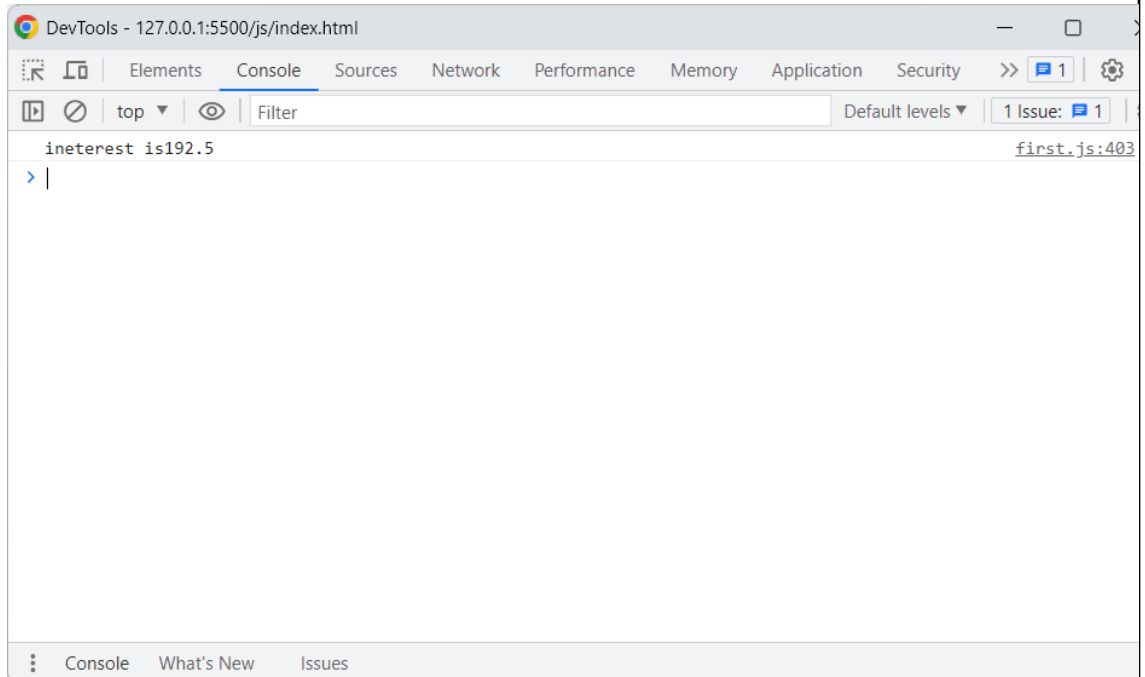 DevTools - 127.0.0.1:5500/js/index.html
Elements Console Sources Network Performance Memory Application Security >> 1
top ▼ Filter Default levels ▼ 1 Issue: 1
ineterest is192.5 first.js:403
>
Console What's New Issues